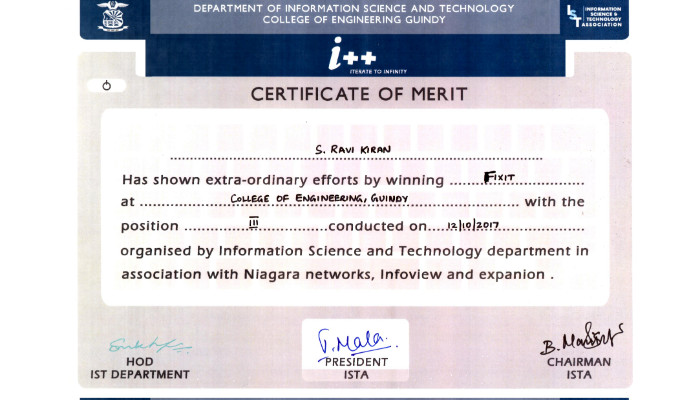 DEPARTMENT OF INFORMATION SCIENCE AND TECHNOLOGY
COLLEGE OF ENGINEERING GUINDY
IST INFORMATION
SCIENCE &
TECHNOLOGY
ASSOCIATION
i++
ITERATE TO INFINITY
CERTIFICATE OF MERIT
S. RAVI KIRAN
Has shown extra-ordinary efforts by winning FIXIT
at COLLEGE OF ENGINEERING, GUINDY with the
position III conducted on 12/10/2017
organised by Information Science and Technology department in
association with Niagara networks, Infoview and expanion .
T. Mala.
HOD
IST DEPARTMENT
PRESIDENT
ISTA
CHAIRMAN
ISTA